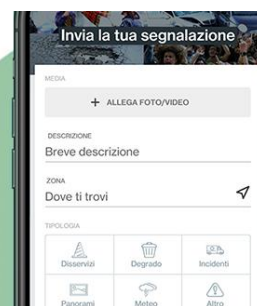 Invia la tua segnalazione
MEDIA
+ ALLEGA FOTO/VIDEO
DESCRIZIONE
Breve descrizione
ZONA
Dove ti trovi
TIPOLOGIA
Disservizi Degrado Incidenti
Panorami Meteo Altro